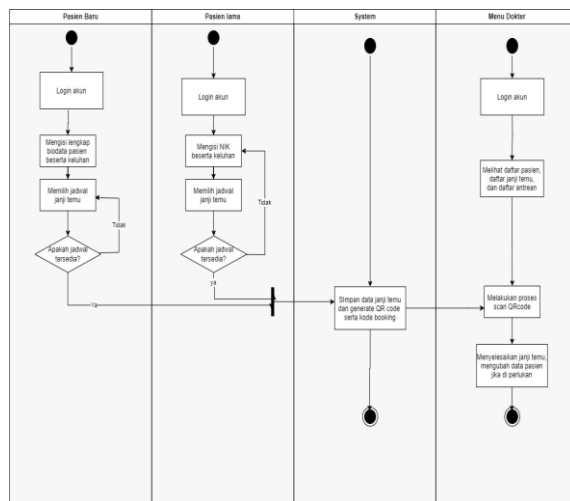 Pasien Baru
Pasien lama
System
Menu Dokter
Login akun
Login akun
Login akun
Mengisi lengkap
biodata pasien
beserta keluhan
Mengisi NIK
beserta keluhan
Melihat daftar pasien,
daftar janji temu,
dan daftar antrean
Memilih jadwal
janji temu
Memilih jadwal
janji temu
Tidak
Tidak
Apakah jadwal
tersedia?
Apakah jadwal
tersedia?
ya
Ya
SImpan data janji temu
dan generate QR code
serta kode booking
Melakukan proses
scan QRcode
Menyelesaikan janji temu,
mengubah data pasien
jika di perlukan